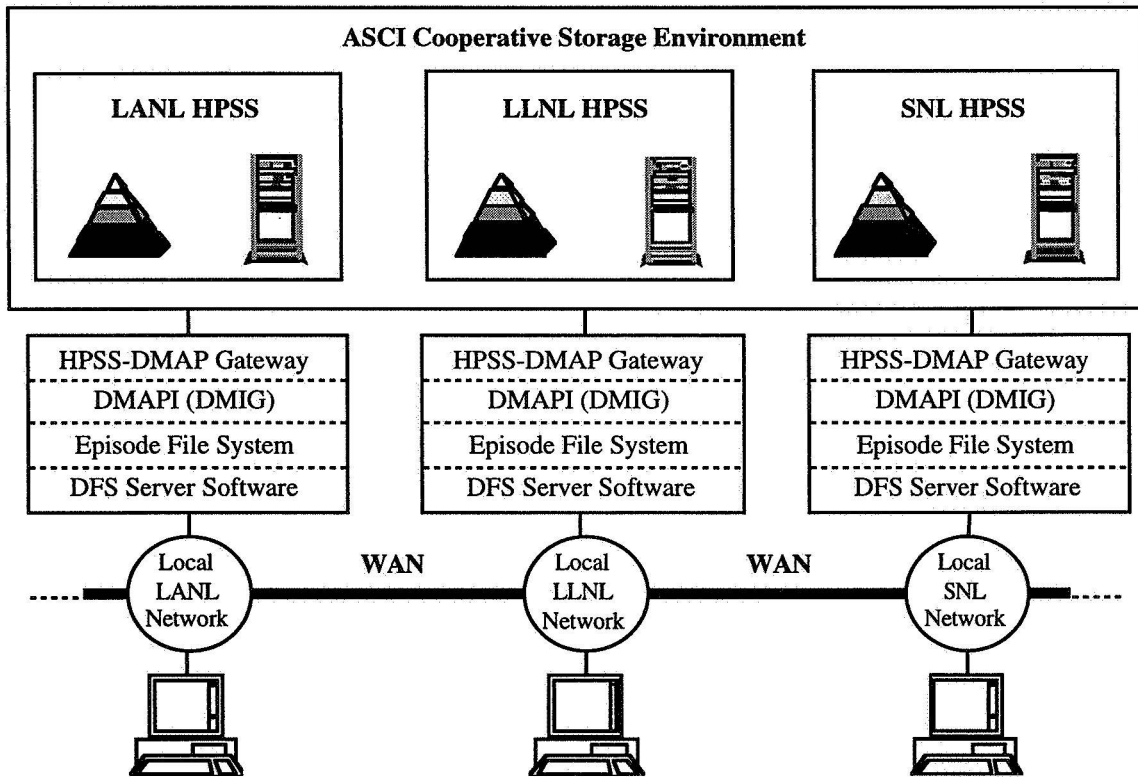 ASCI Cooperative Storage Environment
LANL HPSS
LLNL HPSS
SNL HPSS
HPSS-DMAP Gateway
DMAPI (DMIG)
Episode File System
DFS Server Software
HPSS-DMAP Gateway
DMAPI (DMIG)
Episode File System
DFS Server Software
HPSS-DMAP Gateway
DMAPI (DMIG)
Episode File System
DFS Server Software
Local
LANL
Network
WAN
Local
LLNL
Network
WAN
Local
SNL
Network